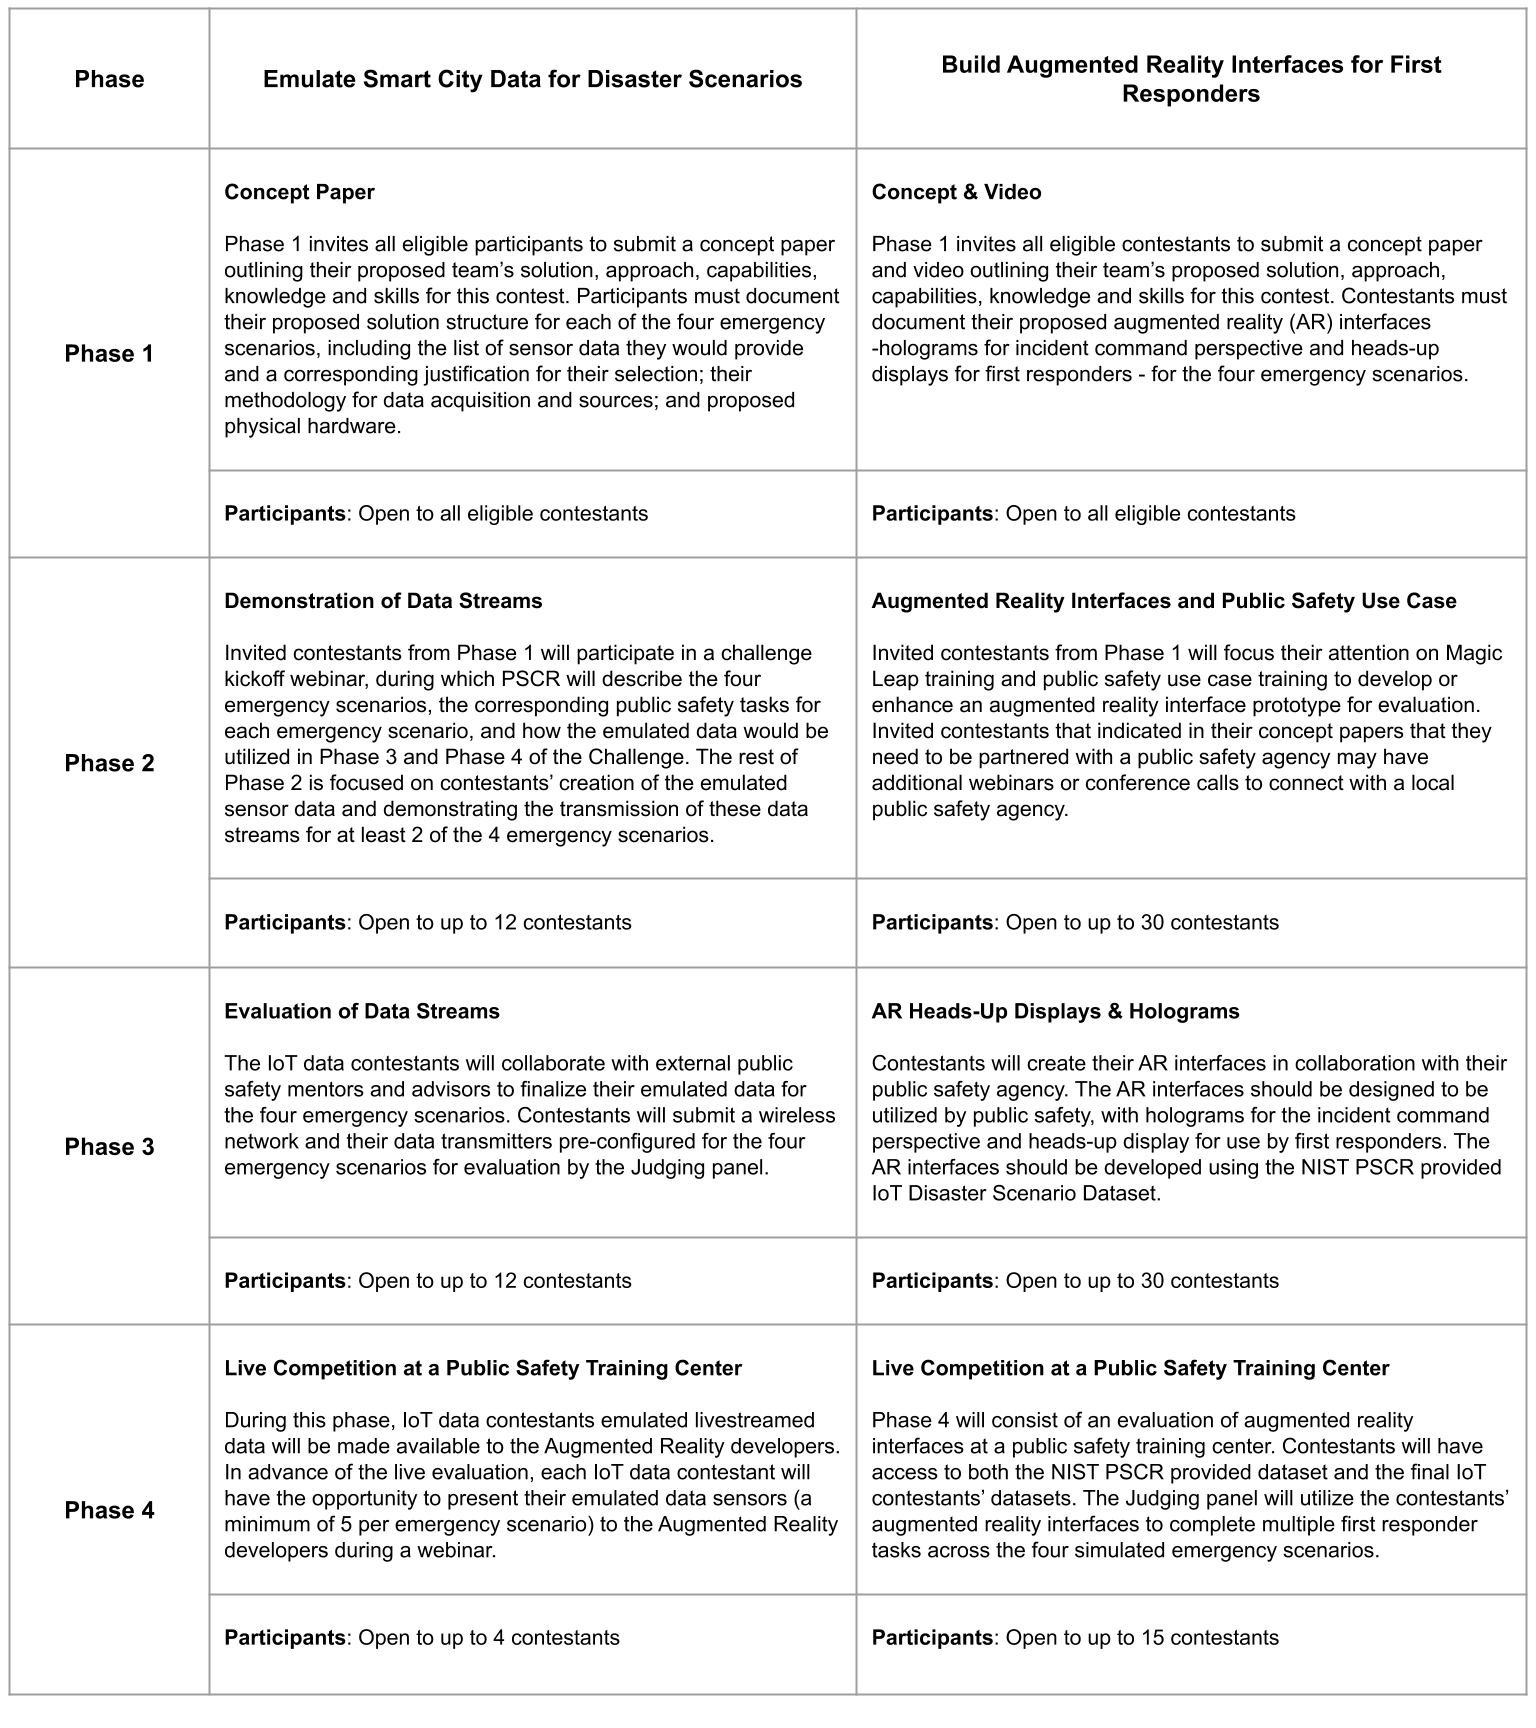 Phase
Emulate Smart City Data for Disaster Scenarios
Build Augmented Reality Interfaces for First
Responders
Phase 1
Concept Paper
Phase 1 invites all eligible participants to submit a concept paper
outlining their proposed team’s solution, approach, capabilities,
knowledge and skills for this contest. Participants must document
their proposed solution structure for each of the four emergency
scenarios, including the list of sensor data they would provide
and a corresponding justification for their selection; their
methodology for data acquisition and sources; and proposed
physical hardware.
Concept & Video
Phase 1 invites all eligible contestants to submit a concept paper
and video outlining their team’s proposed solution, approach,
capabilities, knowledge and skills for this contest. Contestants must
document their proposed augmented reality (AR) interfaces
-holograms for incident command perspective and heads-up
displays for first responders - for the four emergency scenarios.
Participants: Open to all eligible contestants
Participants: Open to all eligible contestants
Phase 2
Demonstration of Data Streams
Invited contestants from Phase 1 will participate in a challenge
kickoff webinar, during which PSCR will describe the four
emergency scenarios, the corresponding public safety tasks for
each emergency scenario, and how the emulated data would be
utilized in Phase 3 and Phase 4 of the Challenge. The rest of
Phase 2 is focused on contestants’ creation of the emulated
sensor data and demonstrating the transmission of these data
streams for at least 2 of the 4 emergency scenarios.
Augmented Reality Interfaces and Public Safety Use Case
Invited contestants from Phase 1 will focus their attention on Magic
Leap training and public safety use case training to develop or
enhance an augmented reality interface prototype for evaluation.
Invited contestants that indicated in their concept papers that they
need to be partnered with a public safety agency may have
additional webinars or conference calls to connect with a local
public safety agency.
Participants: Open to up to 12 contestants
Participants: Open to up to 30 contestants
Phase 3
Evaluation of Data Streams
The IoT data contestants will collaborate with external public
safety mentors and advisors to finalize their emulated data for
the four emergency scenarios. Contestants will submit a wireless
network and their data transmitters pre-configured for the four
emergency scenarios for evaluation by the Judging panel.
AR Heads-Up Displays & Holograms
Contestants will create their AR interfaces in collaboration with their
public safety agency. The AR interfaces should be designed to be
utilized by public safety, with holograms for the incident command
perspective and heads-up display for use by first responders. The
AR interfaces should be developed using the NIST PSCR provided
IoT Disaster Scenario Dataset.
Participants: Open to up to 12 contestants
Participants: Open to up to 30 contestants
Phase 4
Live Competition at a Public Safety Training Center
During this phase, IoT data contestants emulated livestreamed
data will be made available to the Augmented Reality developers.
In advance of the live evaluation, each IoT data contestant will
have the opportunity to present their emulated data sensors (a
minimum of 5 per emergency scenario) to the Augmented Reality
developers during a webinar.
Live Competition at a Public Safety Training Center
Phase 4 will consist of an evaluation of augmented reality
interfaces at a public safety training center. Contestants will have
access to both the NIST PSCR provided dataset and the final IoT
contestants’ datasets. The Judging panel will utilize the contestants’
augmented reality interfaces to complete multiple first responder
tasks across the four simulated emergency scenarios.
Participants: Open to up to 4 contestants
Participants: Open to up to 15 contestants